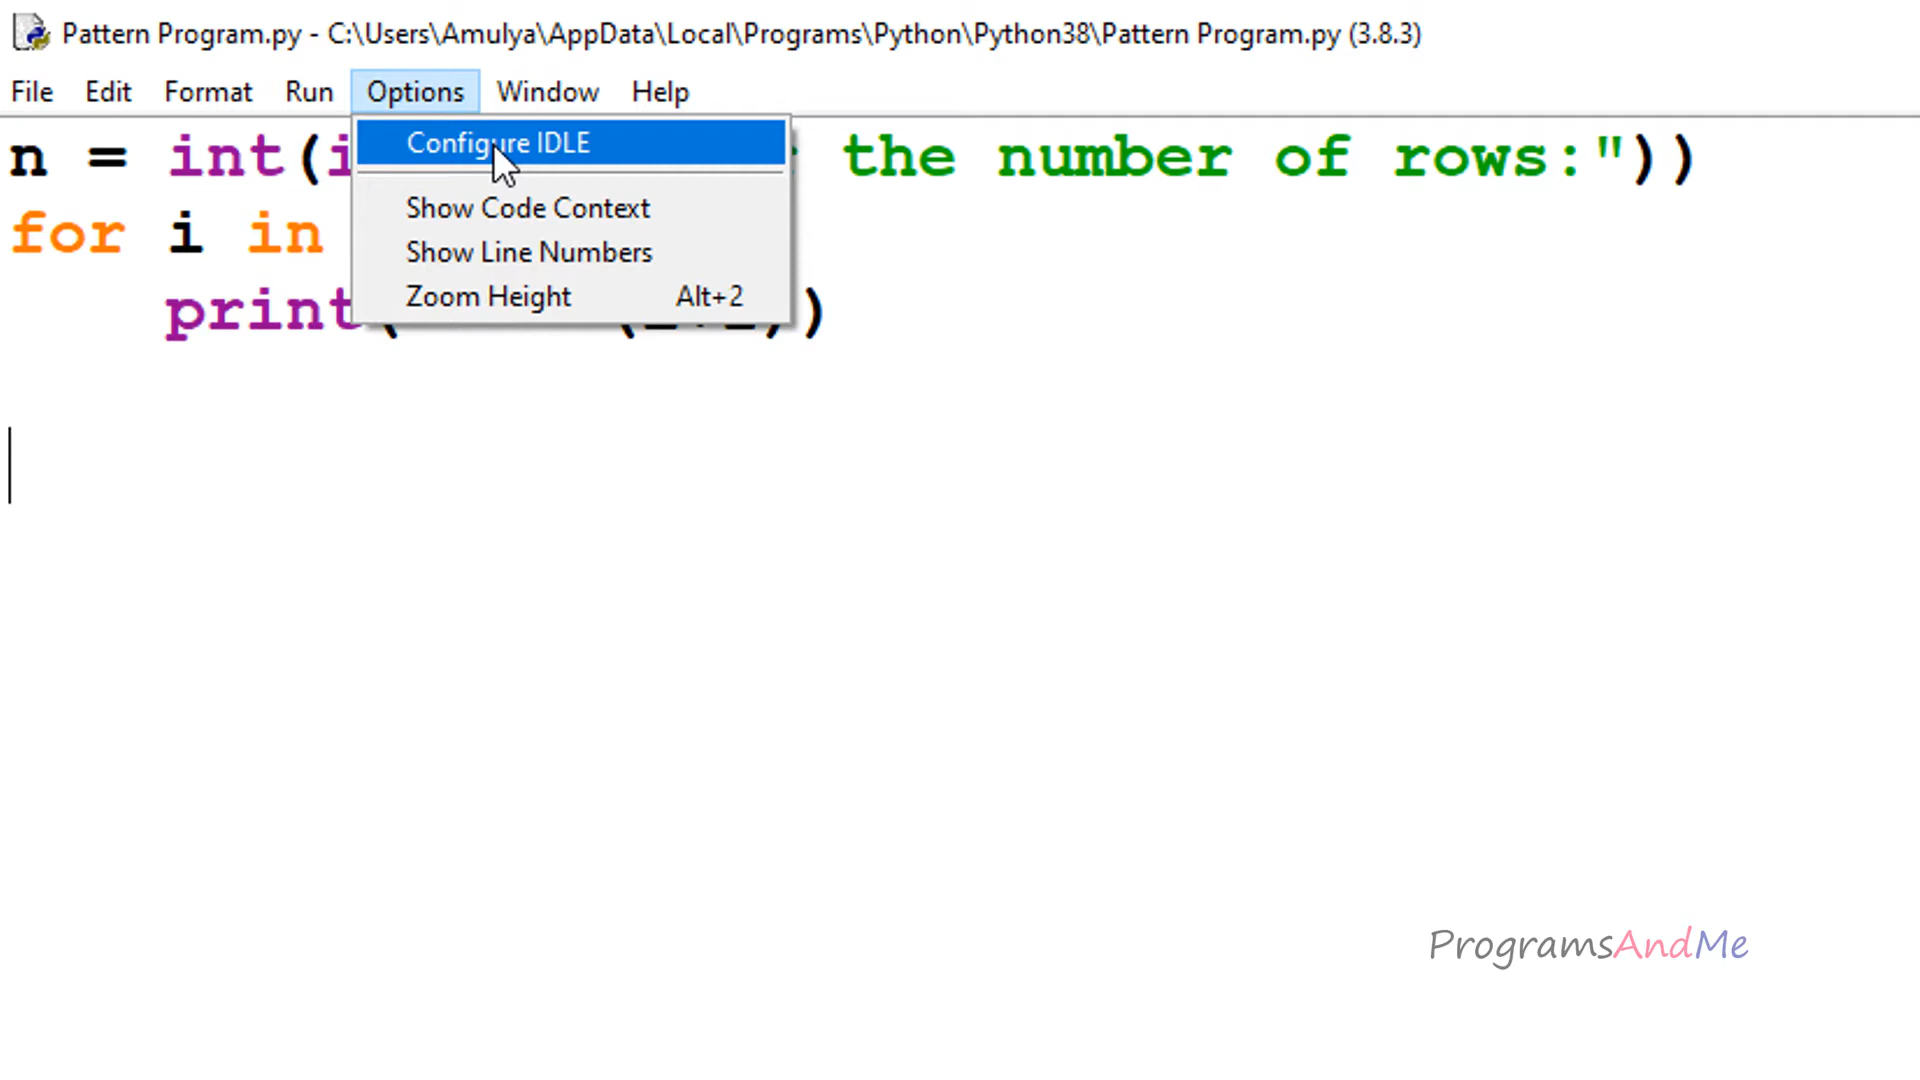 Pattern Program.py - C:\Users\Amulya\AppData\Local\Programs\Python\Python38\Pattern Program.py (3.8.3)
File Edit Format Run Options Window Help
n = int(i the number of rows:"))
Configure IDLE
Show Code Context
for i in
Show Line Numbers
Zoom Height Alt+2
print( )
ProgramsAndMe